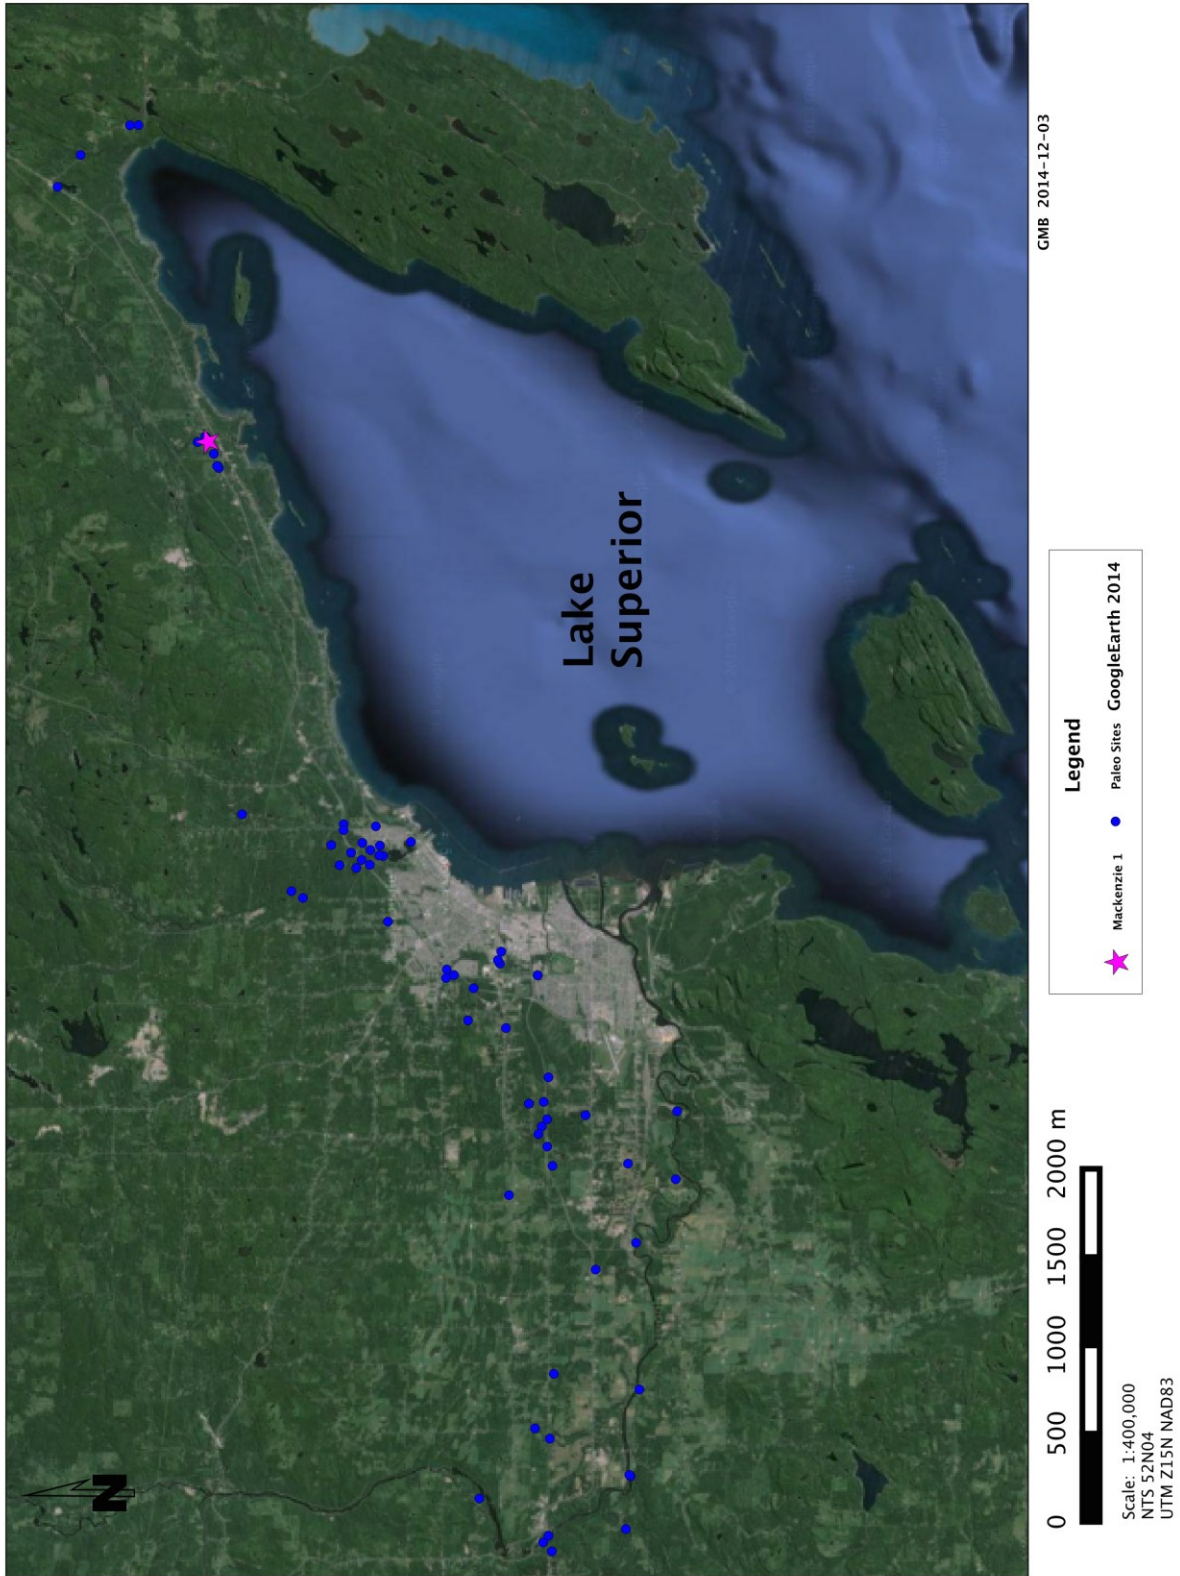 N
Lake
Superior
GMB 2014-12-03
0 500 1000 1500 2000 m
Scale: 1:400,000
NTS 52N04
UTM Z15N NAD83
Legend
Mackenzie 1 Paleo Sites GoogleEarth 2014